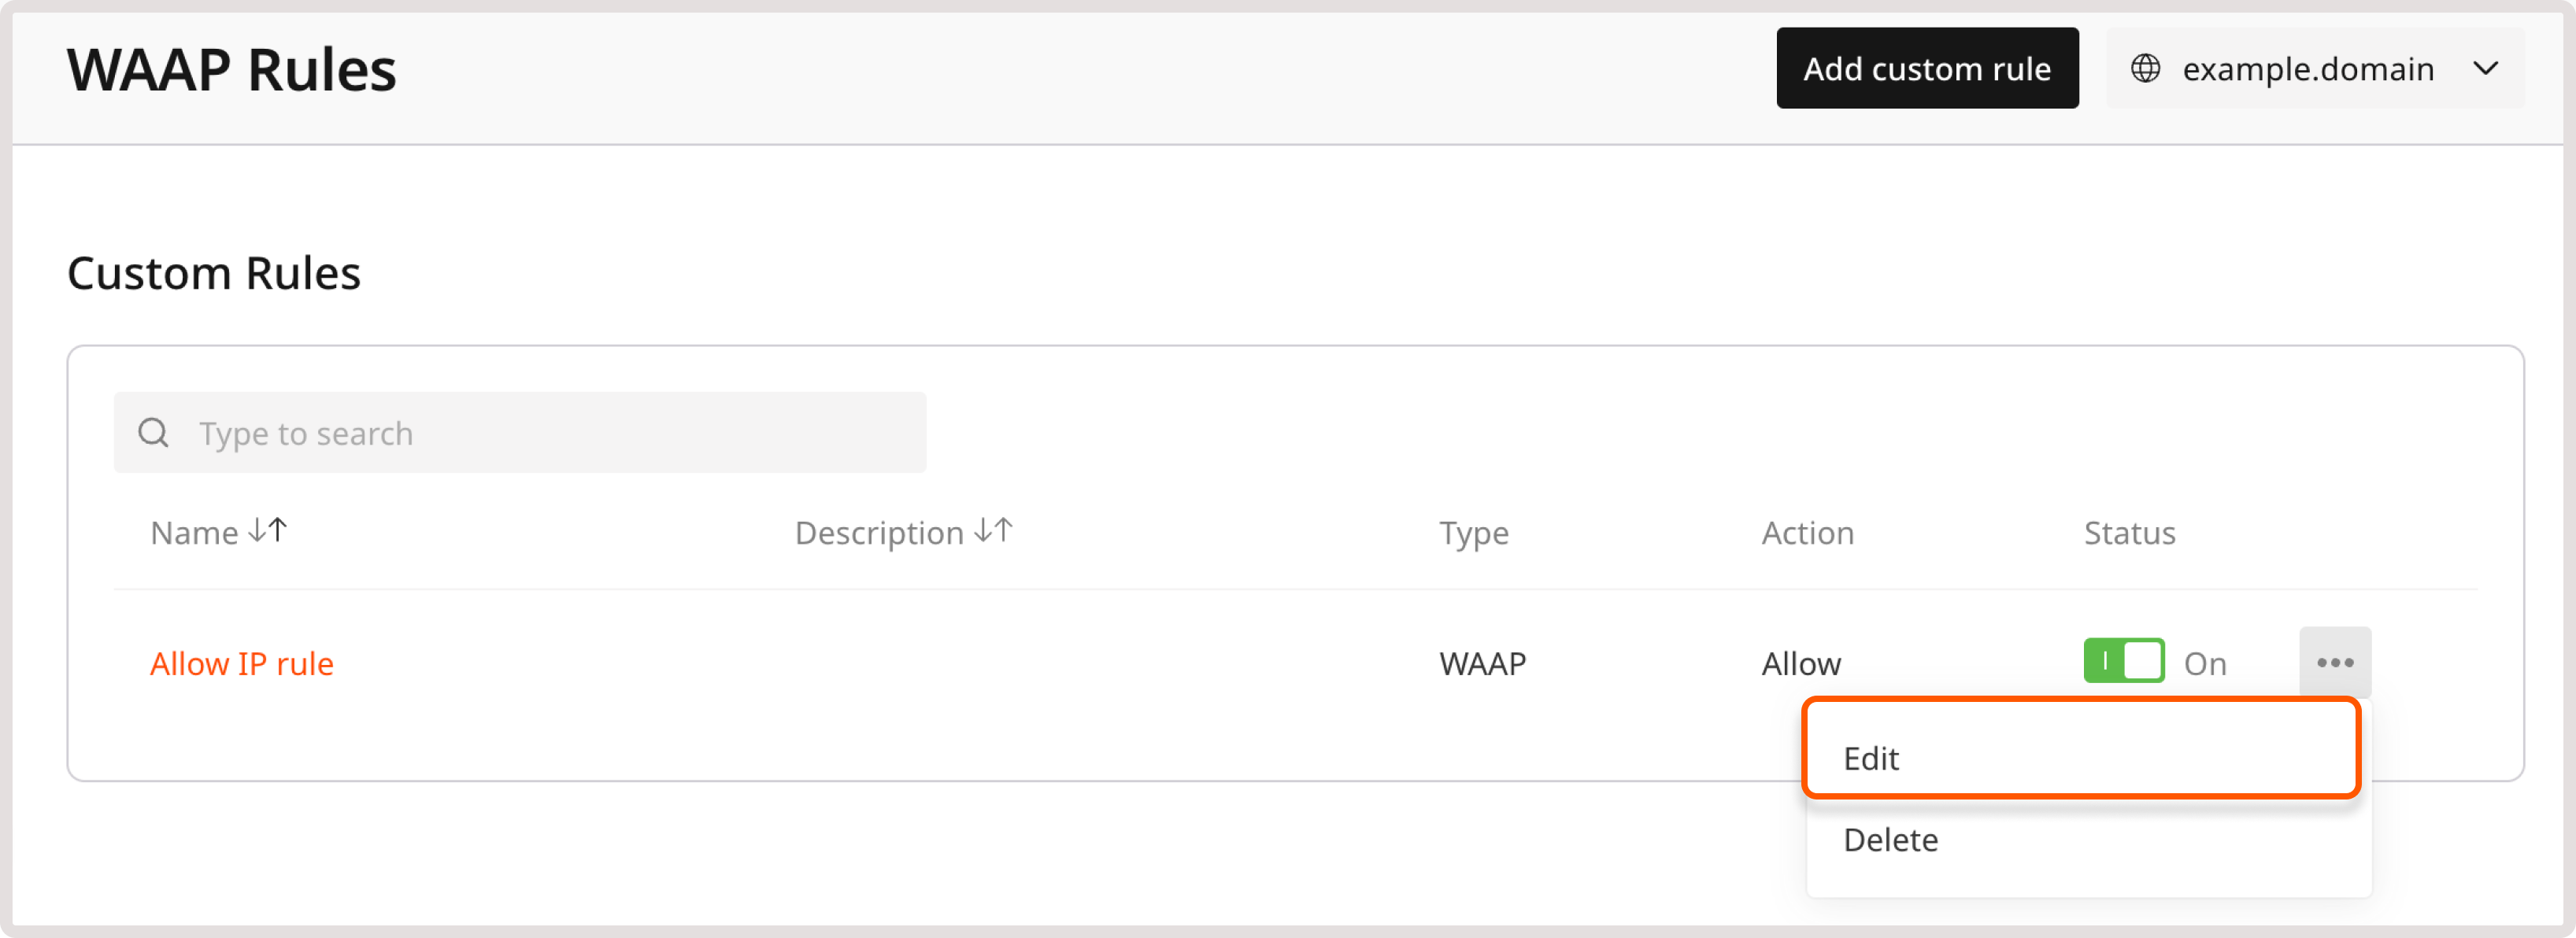 WAAP Rules
Add custom rule
example.domain
Custom Rules
Type to search
Name Description Type Action Status
Allow IP rule WAAP Allow On
Edit
Delete